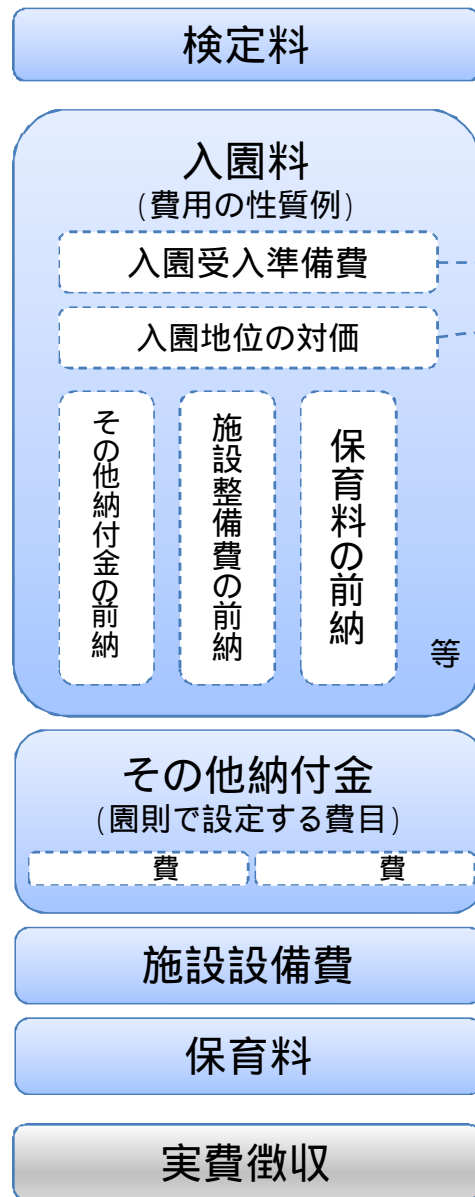 検定料
入園料
(費用の性質例)
入園受入準備費
入園地位の対価
その他納付金の前納
施設整備費の前納
保育料の前納
等
その他納付金
(園則で設定する費目)
費
費
施設設備費
保育料
実費徴収